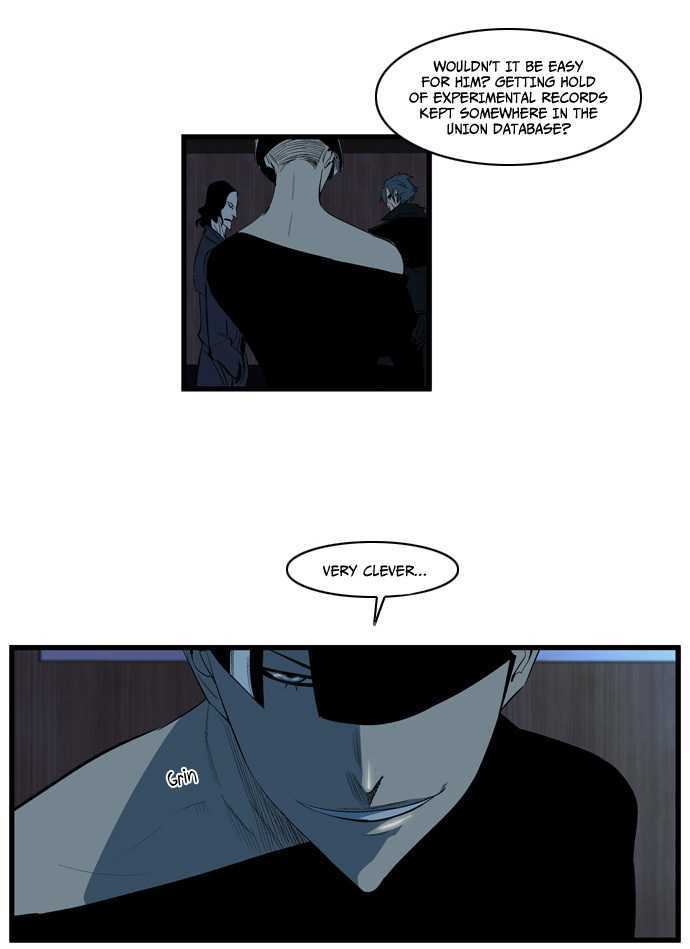 WOULDN'T IT BE EASY
FOR HIM? GETTING HOLD
OF EXPERIMENTAL RECORDS
KEPT SOMEWHERE IN THE
UNION DATABASE?
VERY CLEVER...
Grin